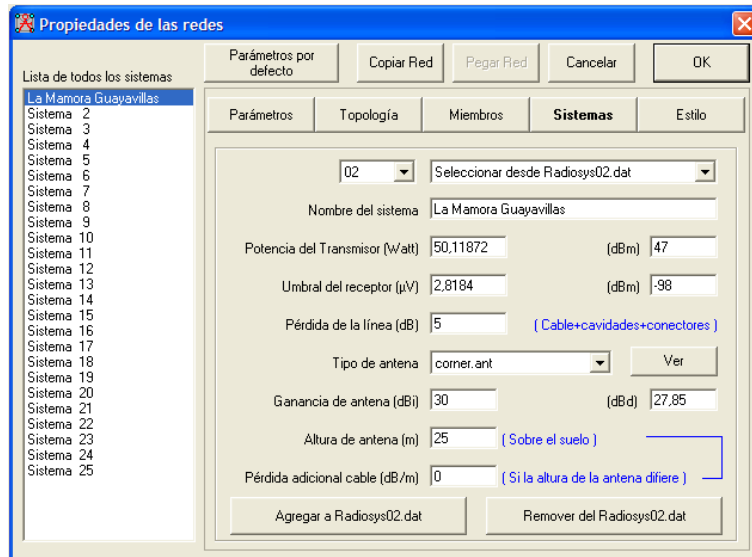 Propiedades de las redes
Lista de todos los sistemas
La Mamora Guayavillas
Sistema 2
Sistema 3
Sistema 4
Sistema 5
Sistema 6
Sistema 7
Sistema 8
Sistema 9
Sistema 10
Sistema 11
Sistema 12
Sistema 13
Sistema 14
Sistema 15
Sistema 16
Sistema 17
Sistema 18
Sistema 19
Sistema 20
Sistema 21
Sistema 22
Sistema 23
Sistema 24
Sistema 25
Parámetros por
defecto
Copiar Red
Pegar Red
Cancelar
OK
Parámetros
Topología
Miembros
Sistemas
Estilo
02 Seleccionar desde Radiosys02.dat
Nombre del sistema La Mamora Guayavillas
Potencia del Transmisor (Watt) 50,11872 (dBm) 47
Umbral del receptor (µV) 2,8184 (dBm) -98
Pérdida de la línea (dB) 5 ( Cable+cavidades+conectores )
Tipo de antena corner.ant Ver
Ganancia de antena (dBi) 30 (dBd) 27,85
Altura de antena (m) 25 ( Sobre el suelo )
Pérdida adicional cable (dB/m) 0 ( Si la altura de la antena difiere )
Agregar a Radiosys02.dat
Remover del Radiosys02.dat